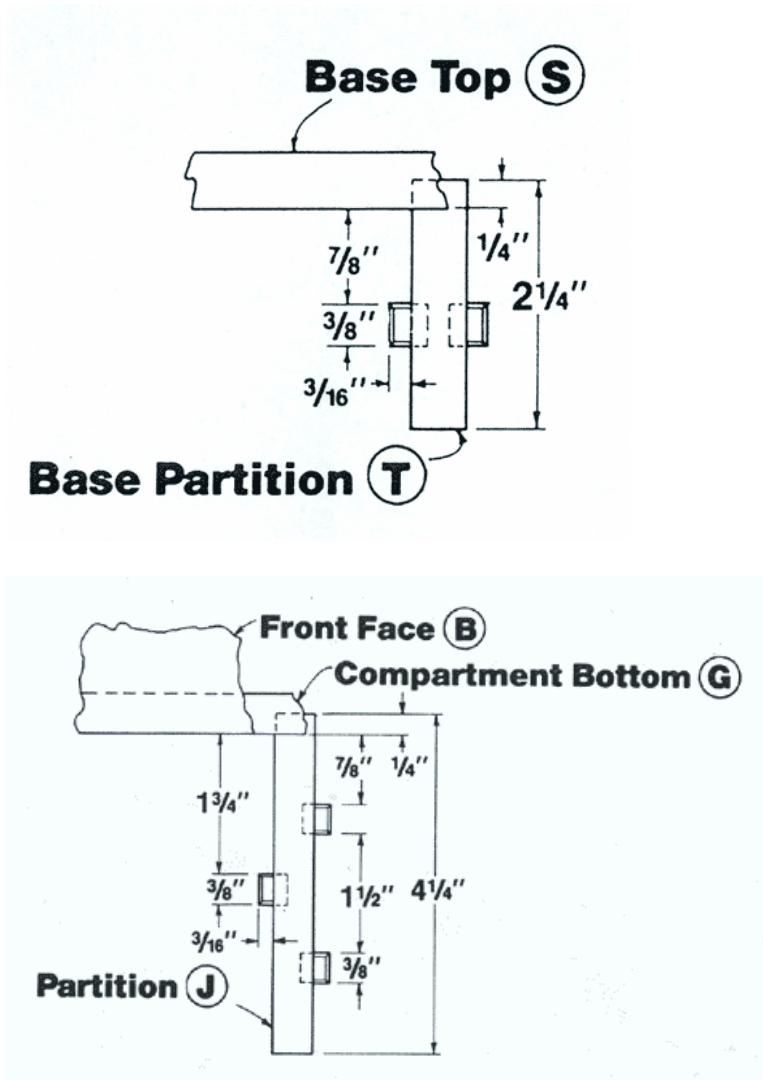 Base Top S
7/8"
1/4"
2 1/4"
3/8"
3/16"
Base Partition T
Front Face B
Compartment Bottom G
7/8"
1/4"
1 3/4"
3/8"
1 1/2"
4 1/4"
3/16"
3/8"
Partition J